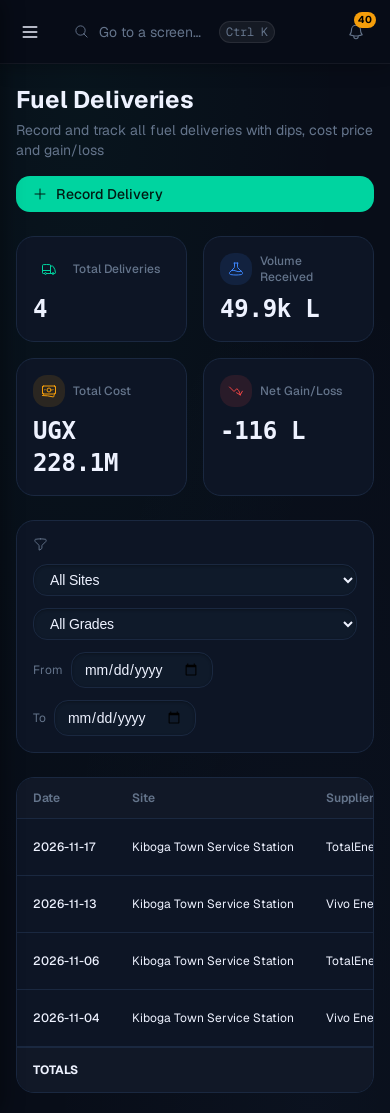 Go to a screen...
Ctrl K
40
Fuel Deliveries
Record and track all fuel deliveries with dips, cost price
and gain/loss
Record Delivery
Total Deliveries
4
Volume
Received
49.9k L
Total Cost
UGX
228.1M
Net Gain/Loss
-116 L
All Sites
All Grades
From mm/dd/yyyy
To mm/dd/yyyy
Date Site Supplier
2026-11-17 Kiboga Town Service Station TotalEne
2026-11-13 Kiboga Town Service Station Vivo Ene
2026-11-06 Kiboga Town Service Station TotalEne
2026-11-04 Kiboga Town Service Station Vivo Ene
TOTALS